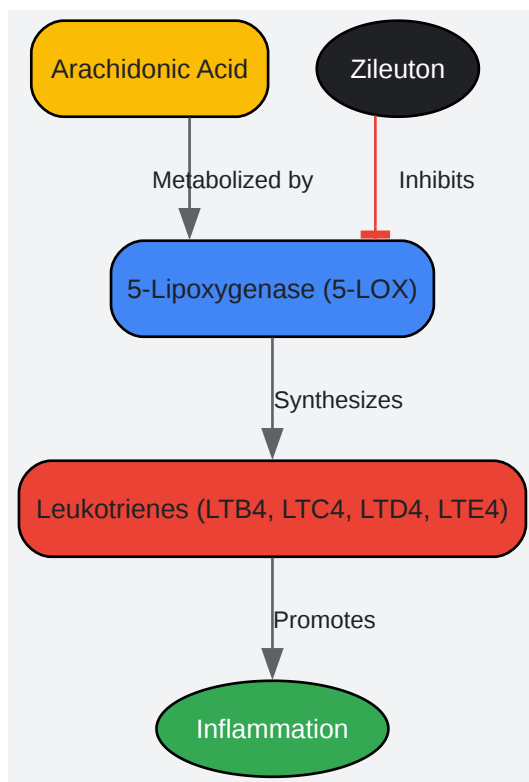 Arachidonic Acid
Zileuton
Metabolized by
Inhibits
5-Lipoxygenase (5-LOX)
Synthesizes
Leukotrienes (LTB4, LTC4, LTD4, LTE4)
Promotes
Inflammation